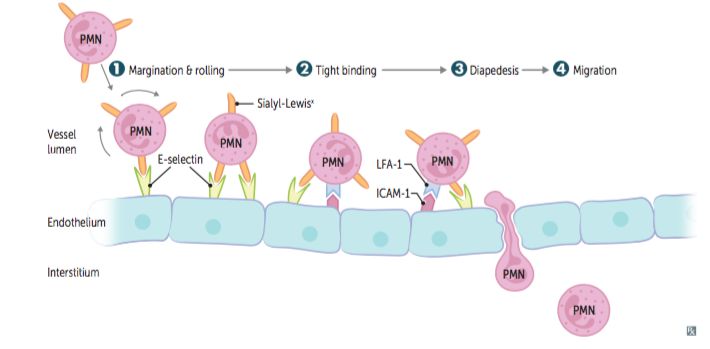 PMN
1 Margination & rolling
2 Tight binding
3 Diapedesis
4 Migration
Sialyl-Lewisˣ
Vessel
lumen
PMN
PMN
E-selectin
PMN
LFA-1
PMN
ICAM-1
Endothelium
Interstitium
PMN
PMN